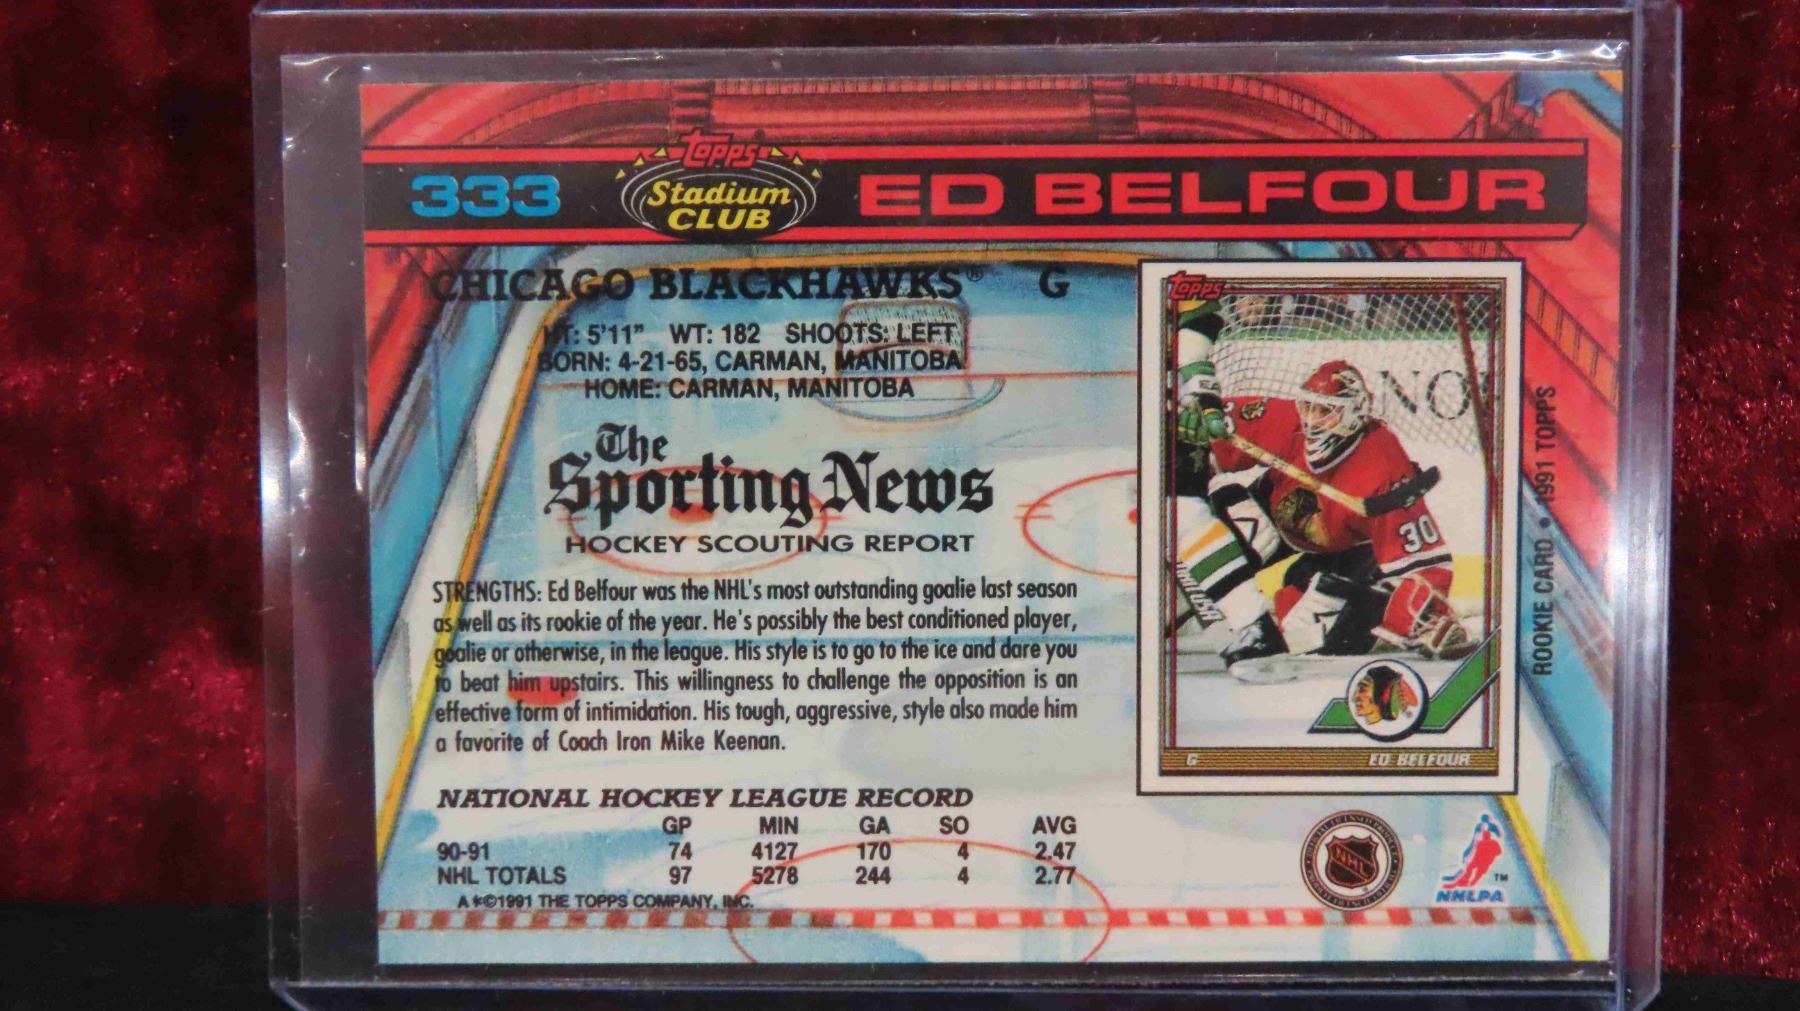 333 Topps® Stadium CLUB ED BELFOUR
CHICAGO BLACKHAWKS® G
HT: 5'11" WT: 182 SHOOTS: LEFT
BORN: 4-21-65, CARMAN, MANITOBA
HOME: CARMAN, MANITOBA
The
Sporting News
HOCKEY SCOUTING REPORT
STRENGTHS: Ed Belfour was the NHL's most outstanding goalie last season
as well as its rookie of the year. He's possibly the best conditioned player,
goalie or otherwise, in the league. His style is to go to the ice and dare you
to beat him upstairs. This willingness to challenge the opposition is an
effective form of intimidation. His tough, aggressive, style also made him
a favorite of Coach Iron Mike Keenan.
NATIONAL HOCKEY LEAGUE RECORD
GP MIN GA SO AVG
90-91 74 4127 170 4 2.47
NHL TOTALS 97 5278 244 4 2.77
A *©1991 THE TOPPS COMPANY, INC.
Topps
30
G ED BELFOUR
ROOKIE CARD • 1991 TOPPS
NHL
NHLPA ™